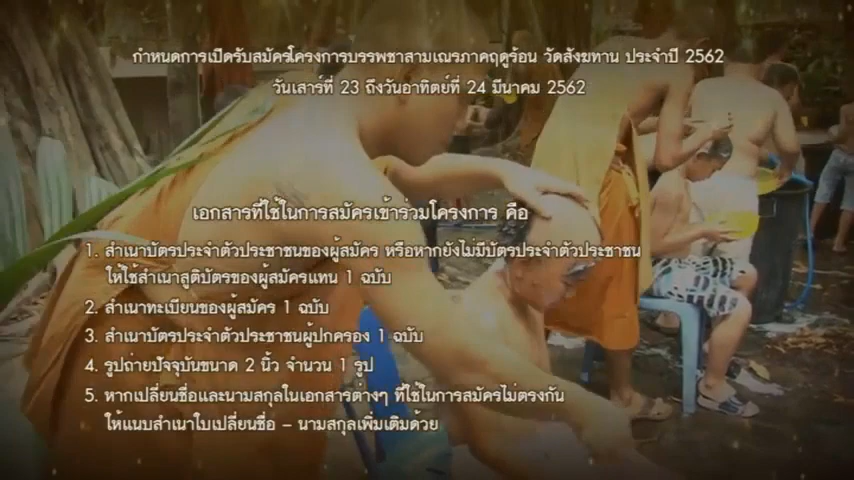 กำหนดการเปิดรับสมัครโครงการบรรพชาสามเณรภาคฤดูร้อน วัดสังฆทาน ประจำปี 2562
วันเสาร์ที่ 23 ถึงวันอาทิตย์ที่ 24 มีนาคม 2562
เอกสารที่ใช้ในการสมัครเข้าร่วมโครงการ คือ
1. สำเนาบัตรประจำตัวประชาชนของผู้สมัคร หรือหากยังไม่มีบัตรประจำตัวประชาชน
ให้ใช้สำเนาสูติบัตรของผู้สมัครแทน 1 ฉบับ
2. สำเนาทะเบียนของผู้สมัคร 1 ฉบับ
3. สำเนาบัตรประจำตัวประชาชนผู้ปกครอง 1 ฉบับ
4. รูปถ่ายปัจจุบันขนาด 2 นิ้ว จำนวน 1 รูป
5. หากเปลี่ยนชื่อและนามสกุลในเอกสารต่างๆ ที่ใช้ในการสมัครไม่ตรงกัน
ให้แนบสำเนาใบเปลี่ยนชื่อ – นามสกุลเพิ่มเติมด้วย